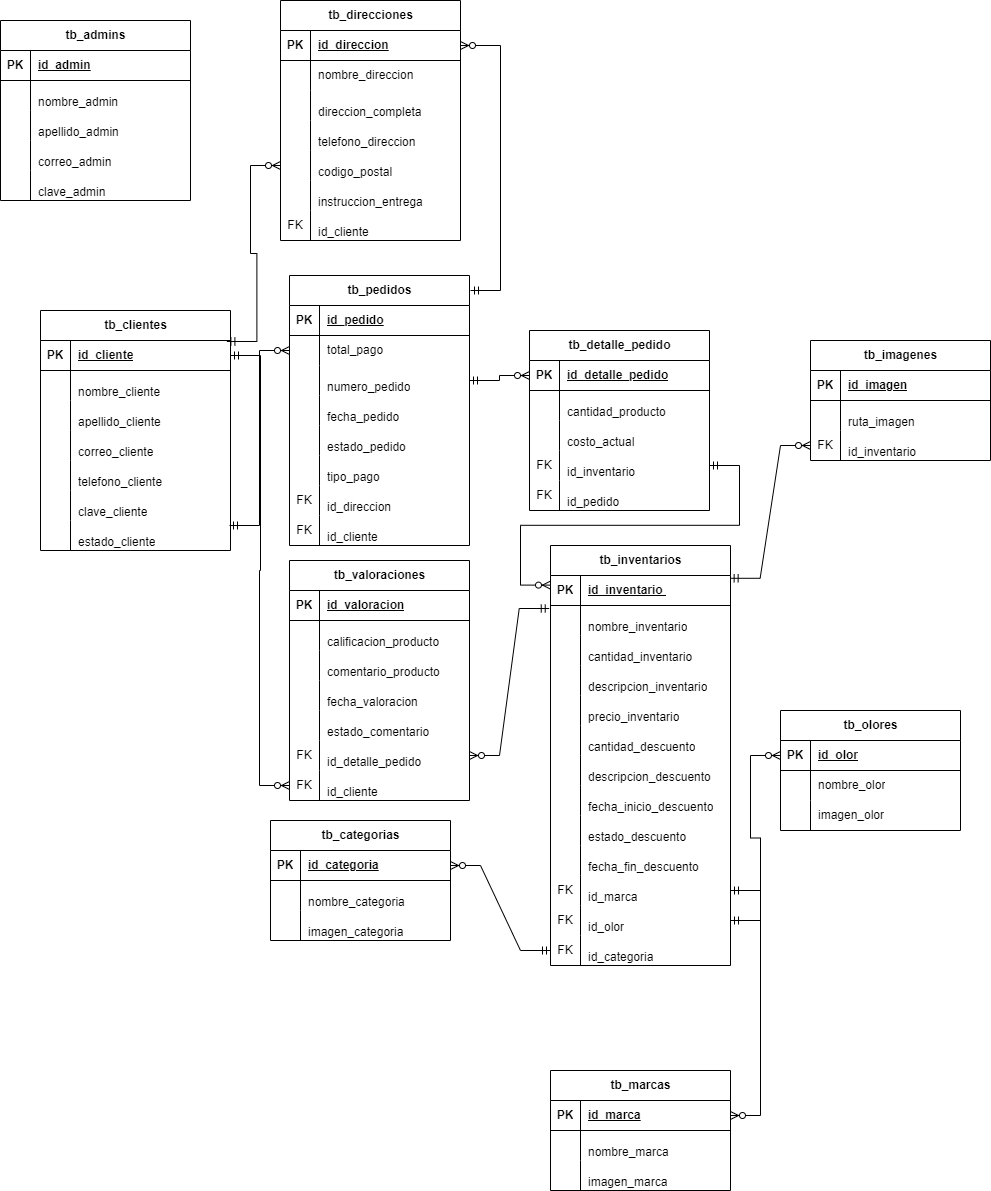 tb_admins
PK id_admin
nombre_admin
apellido_admin
correo_admin
clave_admin
tb_direcciones
PK id_direccion
nombre_direccion
direccion_completa
telefono_direccion
codigo_postal
instruccion_entrega
FK id_cliente
tb_clientes
PK id_cliente
nombre_cliente
apellido_cliente
correo_cliente
telefono_cliente
clave_cliente
estado_cliente
tb_pedidos
PK id_pedido
total_pago
numero_pedido
fecha_pedido
estado_pedido
tipo_pago
FK id_direccion
FK id_cliente
tb_detalle_pedido
PK id_detalle_pedido
cantidad_producto
costo_actual
FK id_inventario
FK id_pedido
tb_imagenes
PK id_imagen
ruta_imagen
FK id_inventario
tb_valoraciones
PK id_valoracion
calificacion_producto
comentario_producto
fecha_valoracion
estado_comentario
FK id_detalle_pedido
FK id_cliente
tb_inventarios
PK id_inventario
nombre_inventario
cantidad_inventario
descripcion_inventario
precio_inventario
cantidad_descuento
descripcion_descuento
fecha_inicio_descuento
estado_descuento
fecha_fin_descuento
FK id_marca
FK id_olor
FK id_categoria
tb_olores
PK id_olor
nombre_olor
imagen_olor
tb_categorias
PK id_categoria
nombre_categoria
imagen_categoria
tb_marcas
PK id_marca
nombre_marca
imagen_marca